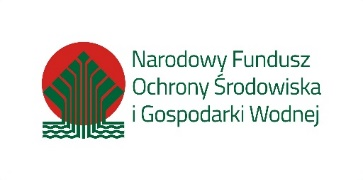 Narodowy Fundusz
Ochrony Środowiska
i Gospodarki Wodnej